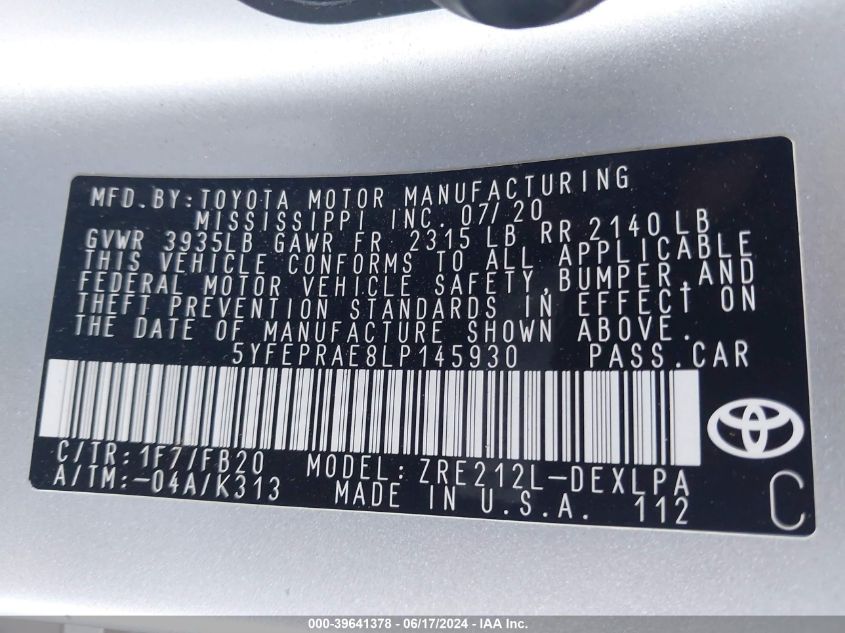 MFD.BY:TOYOTA MOTOR MANUFACTURING
MISSISSIPPI INC. 07/20
GVWR 3935LB GAWR FR 2315 LB RR 2140 LB
THIS VEHICLE CONFORMS TO ALL APPLICABLE
FEDERAL MOTOR VEHICLE SAFETY,BUMPER,AND
THEFT PREVENTION STANDARDS IN EFFECT ON
THE DATE OF MANUFACTURE SHOWN ABOVE.
5YFEPRAE8LP145930 PASS.CAR
C/TR:1F7/FB20 MODEL: ZRE212L-DEXLPA
A/TM:-04A/K313 MADE IN U.S.A. 112 C
000-39641378 - 06/17/2024 - IAA Inc.